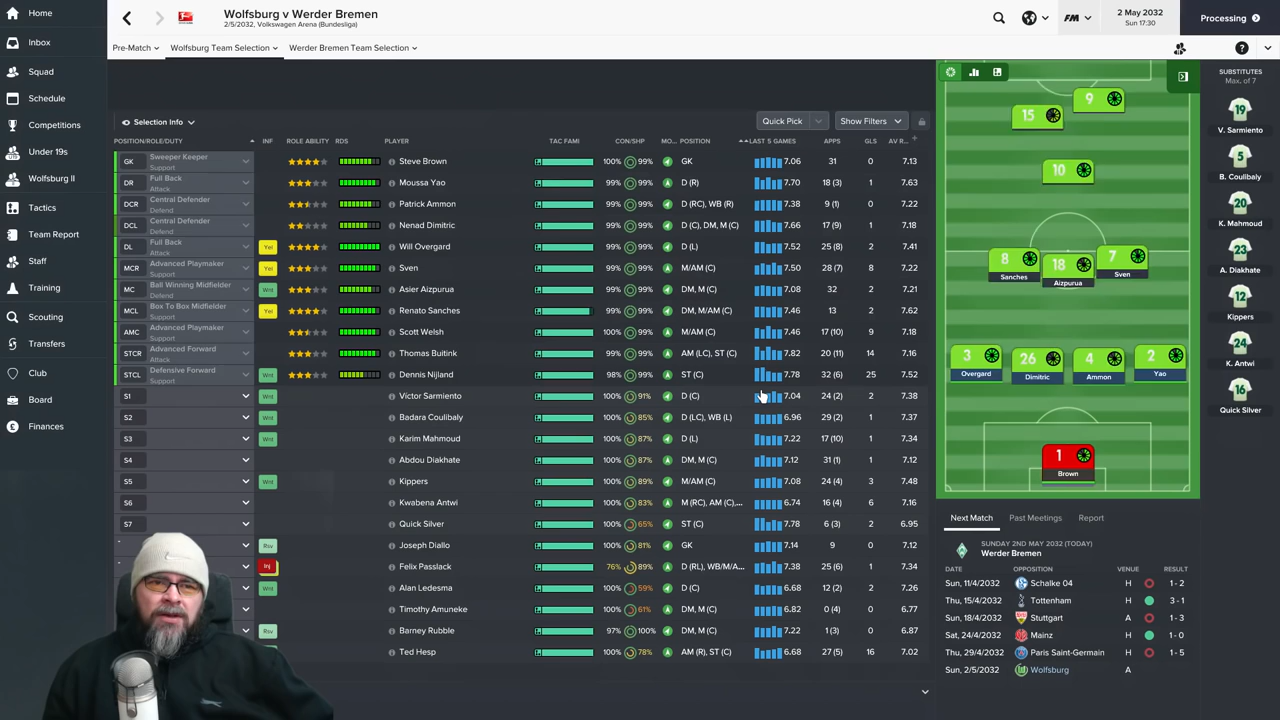 Home
Inbox
Squad
Schedule
Competitions
Under 19s
Wolfsburg II
Tactics
Team Report
Staff
Training
Scouting
Transfers
Club
Board
Finances
Wolfsburg v Werder Bremen
2/5/2032, Volkswagen Arena (Bundesliga)
FM
2 May 2032
Sun 17:30
Processing
Pre-Match
Wolfsburg Team Selection
Werder Bremen Team Selection
Selection Info
Quick Pick
Show Filters
POSITION/ROLE/DUTY INF ROLE ABILITY RDS PLAYER TAC FAMI CON/SHP MO... POSITION LAST 5 GAMES APPS GLS AV R...
GK Sweeper Keeper Support Steve Brown 100% 99% GK 7.06 31 0 7.13
DR Full Back Attack Moussa Yao 99% 99% D (R) 7.70 18 (3) 1 7.63
DCR Central Defender Defend Patrick Ammon 99% 99% D (RC), WB (R) 7.38 9 (1) 0 7.22
DCL Central Defender Defend Nenad Dimitric 99% 99% D (C), DM, M (C) 7.66 17 (9) 1 7.18
DL Full Back Attack Yel Will Overgard 99% 99% D (L) 7.52 25 (8) 2 7.41
MCR Advanced Playmaker Support Yel Sven 99% 99% M/AM (C) 7.50 28 (7) 8 7.22
MC Ball Winning Midfielder Defend Wnt Asier Aizpurua 99% 99% DM, M (C) 7.08 32 2 7.21
MCL Box To Box Midfielder Support Yel Renato Sanches 99% 99% DM, M/AM (C) 7.46 13 2 7.62
AMC Advanced Playmaker Support Scott Welsh 100% 99% M/AM (C) 7.46 17 (10) 9 7.18
STCR Advanced Forward Attack Thomas Buitink 99% 99% AM (LC), ST (C) 7.82 20 (11) 14 7.16
STCL Defensive Forward Support Wnt Dennis Nijland 98% 99% ST (C) 7.78 32 (6) 25 7.52
S1 Wnt Víctor Sarmiento 100% 91% D (C) 7.04 24 (2) 2 7.38
S2 Wnt Badara Coulibaly 100% 85% D (LC), WB (L) 6.96 29 (2) 1 7.37
S3 Wnt Karim Mahmoud 100% 87% D (L) 7.22 17 (10) 1 7.34
S4 Abdou Diakhate 100% 87% DM, M (C) 7.12 31 (1) 0 7.12
S5 Wnt Kippers 100% 89% M/AM (C) 7.08 24 (4) 3 7.48
S6 Kwabena Antwi 100% 83% M (RC), AM (C),... 6.74 16 (4) 6 7.16
S7 Quick Silver 100% 65% ST (C) 7.78 6 (3) 2 6.95
- Rsv Joseph Diallo 100% 81% GK 7.14 9 0 7.12
- Inj Felix Passlack 76% 89% D (RL), WB/M/A... 7.38 25 (6) 1 7.34
Wnt Alan Ledesma 100% 59% D (C) 6.68 12 (2) 2 7.26
Timothy Amuneke 100% 61% DM, M (C) 6.82 0 (4) 0 6.77
Rsv Barney Rubble 97% 100% DM, M (C) 7.22 1 (3) 0 6.87
Ted Hesp 100% 78% AM (R), ST (C) 6.68 27 (5) 16 7.02
9
15
10
8 Sanches
18 Aizpurua
7 Sven
3 Overgard
26 Dimitric
4 Ammon
2 Yao
1 Brown
SUBSTITUTES
Max. of 7
19
V. Sarmiento
5
B. Coulibaly
20
K. Mahmoud
23
A. Diakhate
12
Kippers
24
K. Antwi
16
Quick Silver
Next Match
Past Meetings
Report
SUNDAY 2ND MAY 2032 (TODAY)
Werder Bremen
DATE OPPOSITION VENUE RESULT
Sun, 11/4/2032 Schalke 04 H 1 - 2
Thu, 15/4/2032 Tottenham H 3 - 1
Sun, 18/4/2032 Stuttgart A 1 - 3
Sat, 24/4/2032 Mainz H 1 - 0
Thu, 29/4/2032 Paris Saint-Germain H 1 - 5
Sun, 2/5/2032 Wolfsburg A